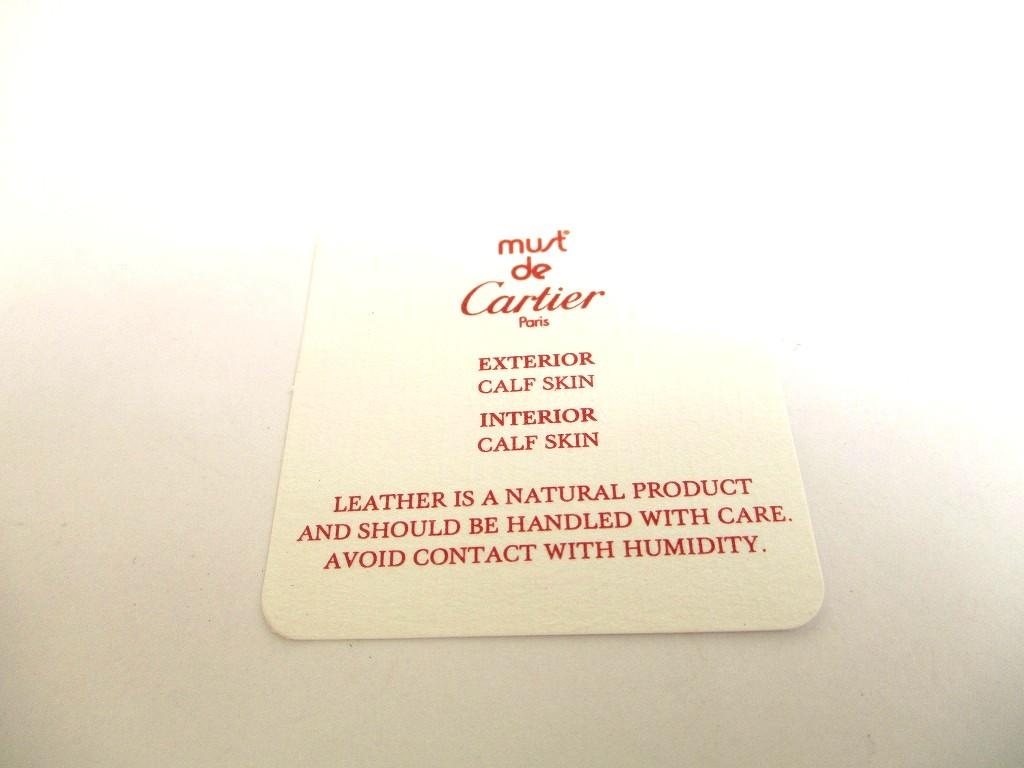 must®
de
Cartier
Paris
EXTERIOR
CALF SKIN
INTERIOR
CALF SKIN
LEATHER IS A NATURAL PRODUCT
AND SHOULD BE HANDLED WITH CARE.
AVOID CONTACT WITH HUMIDITY.